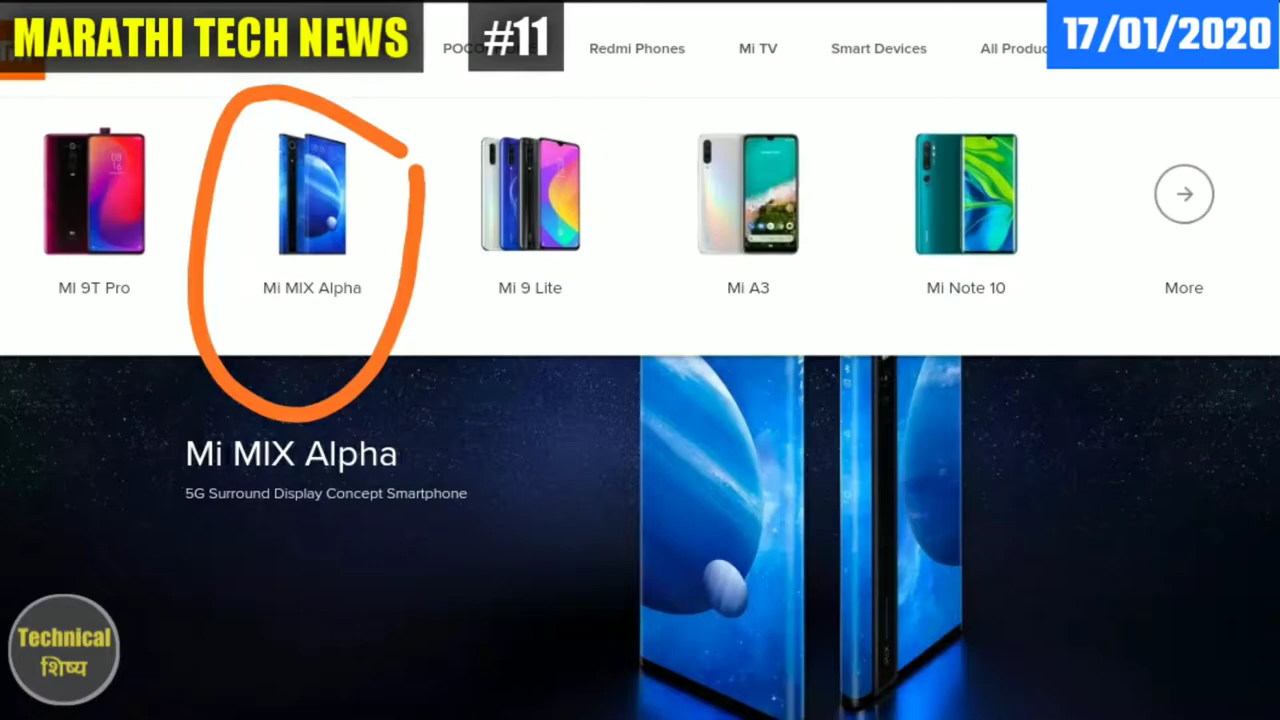 MARATHI TECH NEWS
#11
17/01/2020
POCO
Redmi Phones
Mi TV
Smart Devices
All
MI 9T Pro
Mi MIX Alpha
Mi 9 Lite
Mi A3
Mi Note 10
More
Mi MIX Alpha
5G Surround Display Concept Smartphone
Technical
शिष्य